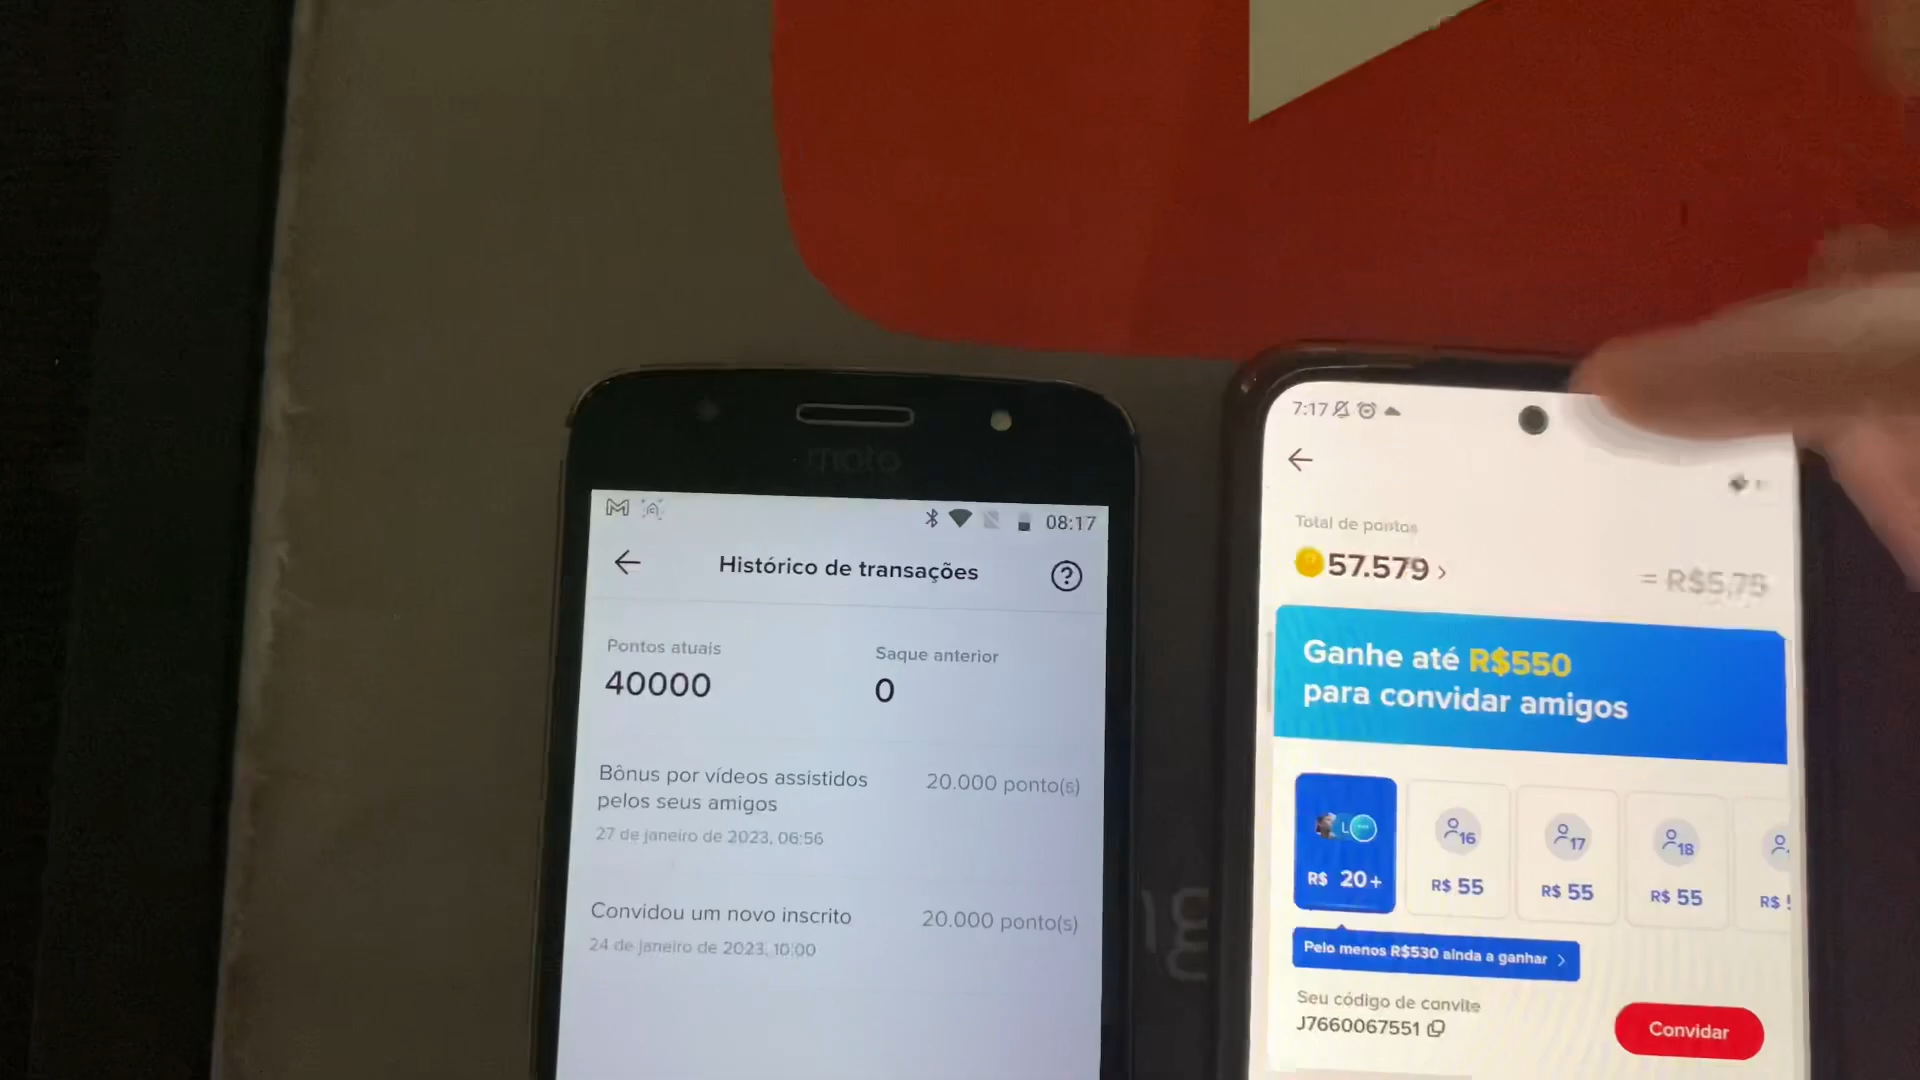 moto
08:17
Histórico de transações
Pontos atuais
40000
Saque anterior
0
Bônus por vídeos assistidos
pelos seus amigos
20.000 ponto(s)
27 de janeiro de 2023, 06:56
Convidou um novo inscrito
20.000 ponto(s)
24 de janeiro de 2023, 10:00
7:17
Total de pontos
57.579 >
= R$5,75
Ganhe até R$550
para convidar amigos
L
R$ 20+
16
R$ 55
17
R$ 55
18
R$ 55
R$
Pelo menos R$530 ainda a ganhar >
Seu código de convite
J7660067551
Convidar